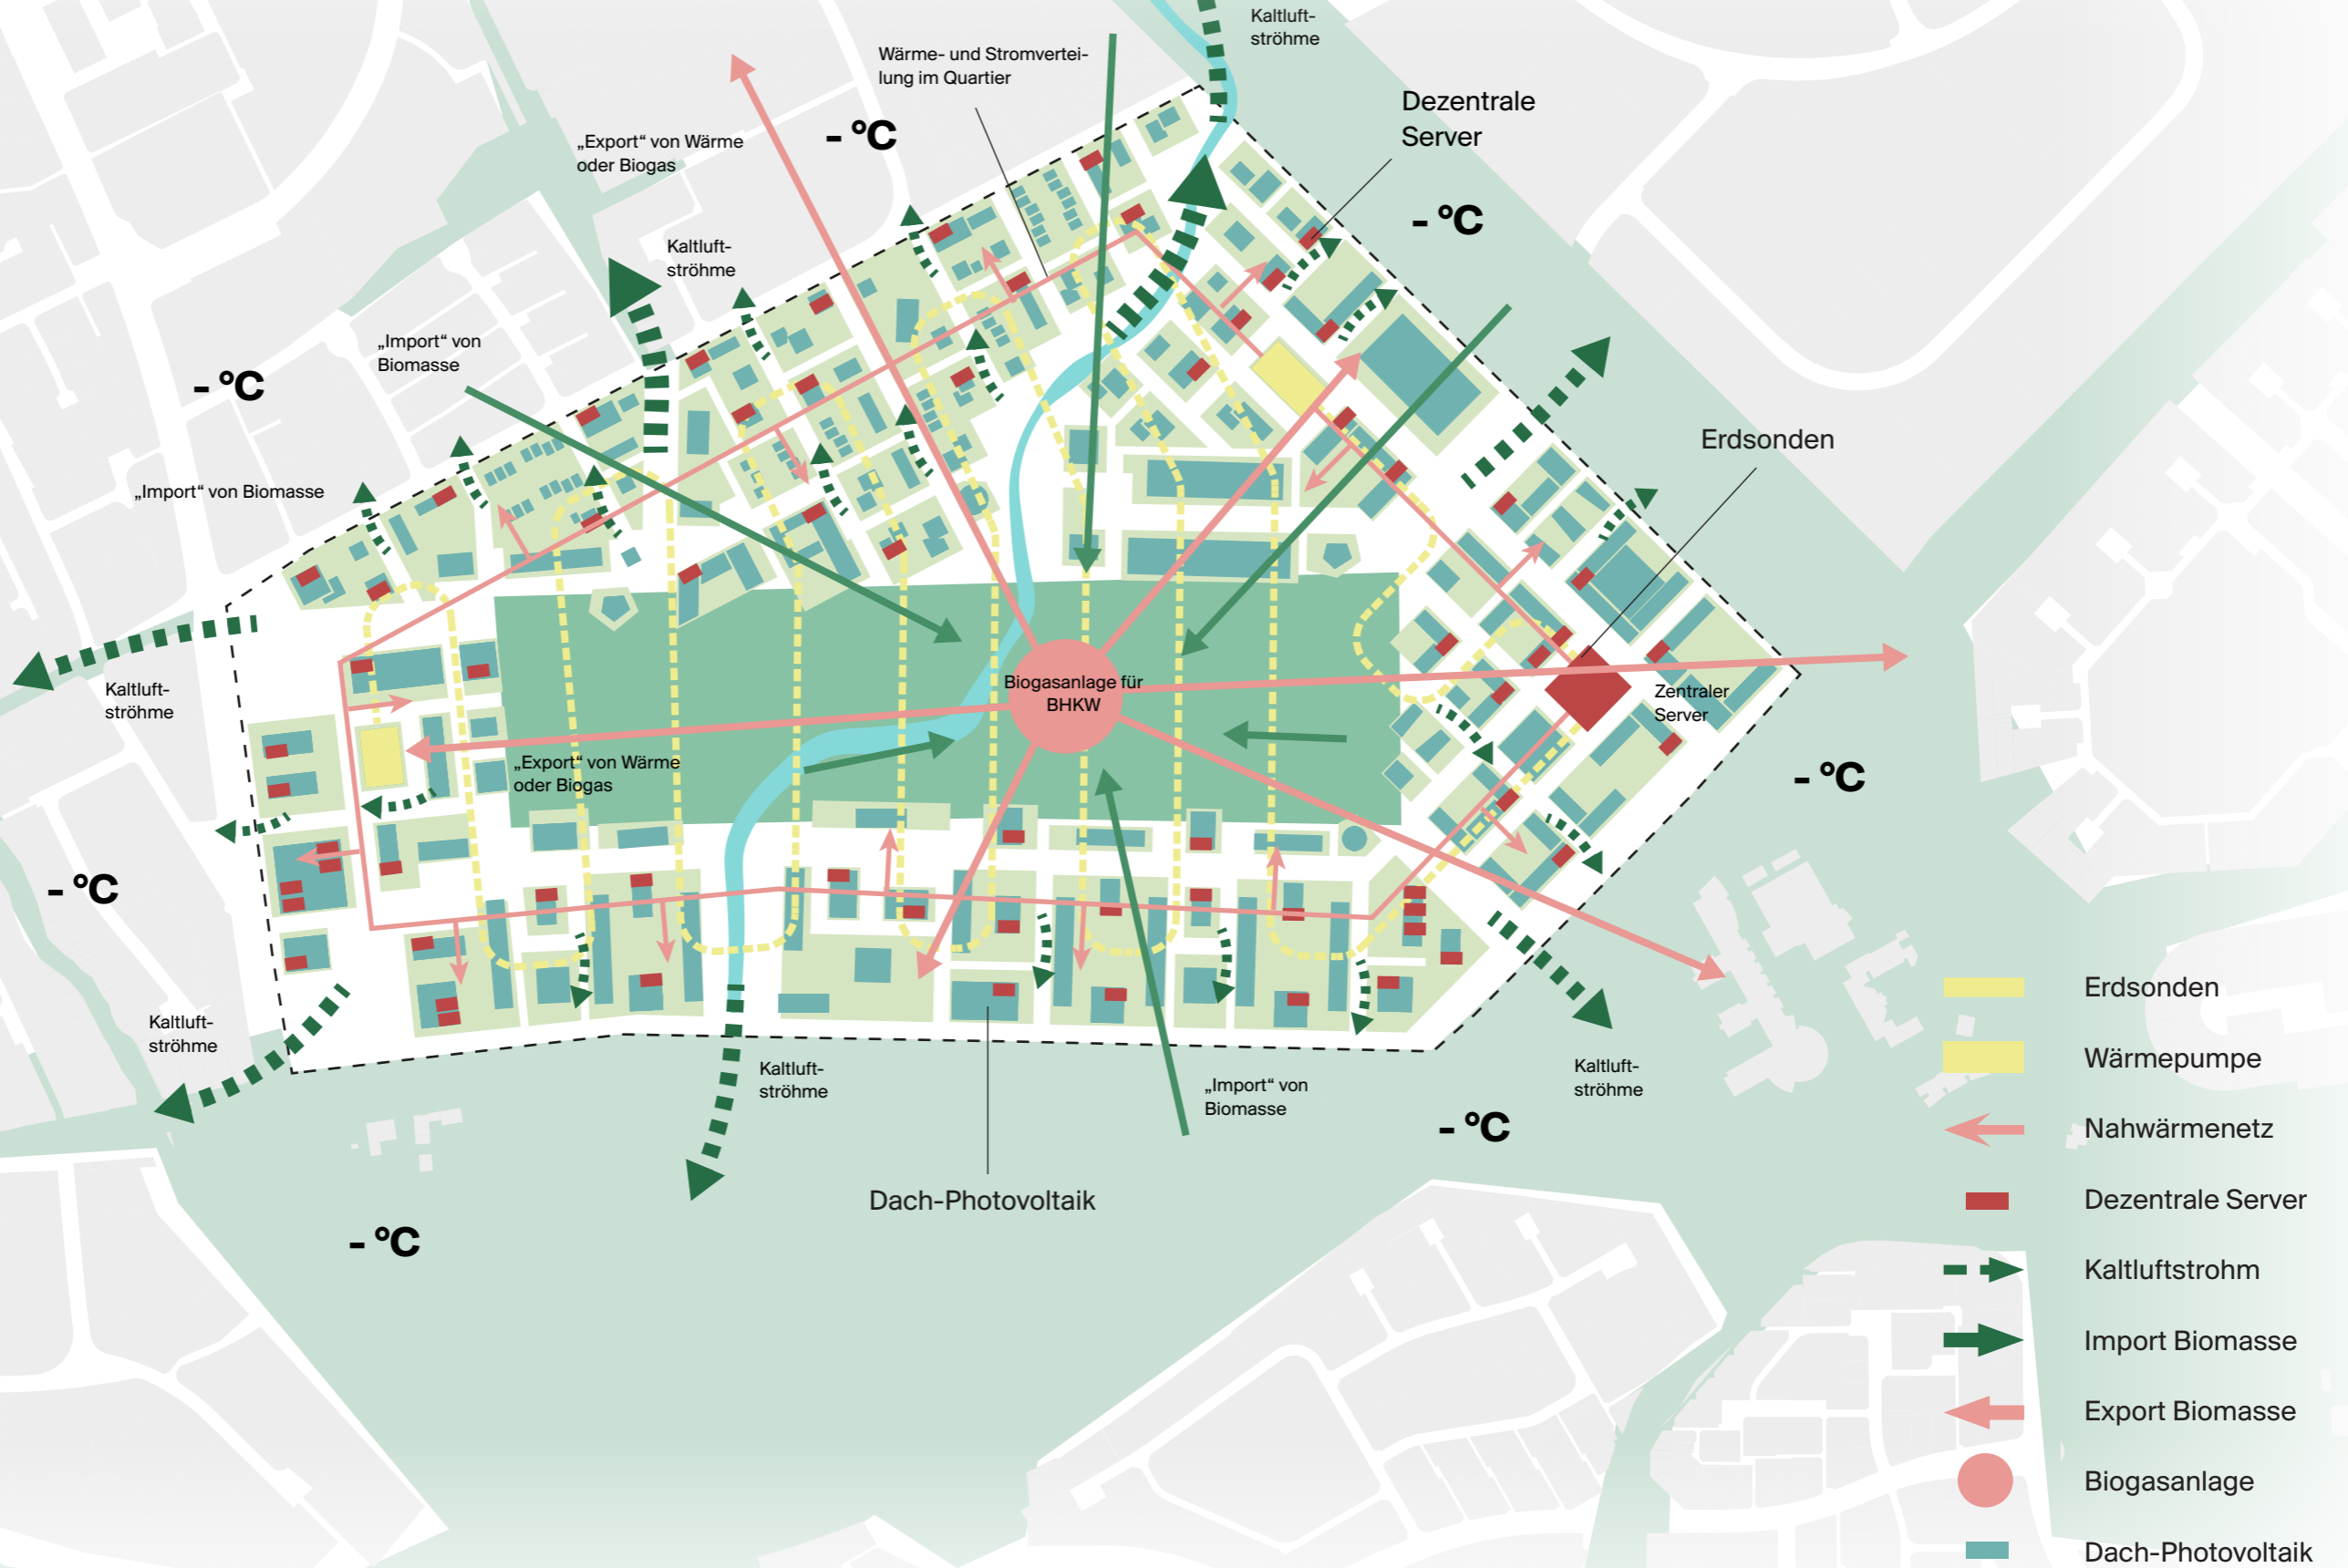 Kaltluft-
ströhme
Wärme- und Stromvertei-
lung im Quartier
Dezentrale
Server
- °C
„Export“ von Wärme
oder Biogas
- °C
Kaltluft-
ströhme
„Import“ von
Biomasse
- °C
Erdsonden
„Import“ von Biomasse
Kaltluft-
ströhme
Biogasanlage für
BHKW
Zentraler
Server
„Export“ von Wärme
oder Biogas
- °C
- °C
Kaltluft-
ströhme
Kaltluft-
ströhme
„Import“ von
Biomasse
Kaltluft-
ströhme
- °C
Dach-Photovoltaik
- °C
Erdsonden
Wärmepumpe
Nahwärmenetz
Dezentrale Server
Kaltluftstrohm
Import Biomasse
Export Biomasse
Biogasanlage
Dach-Photovoltaik